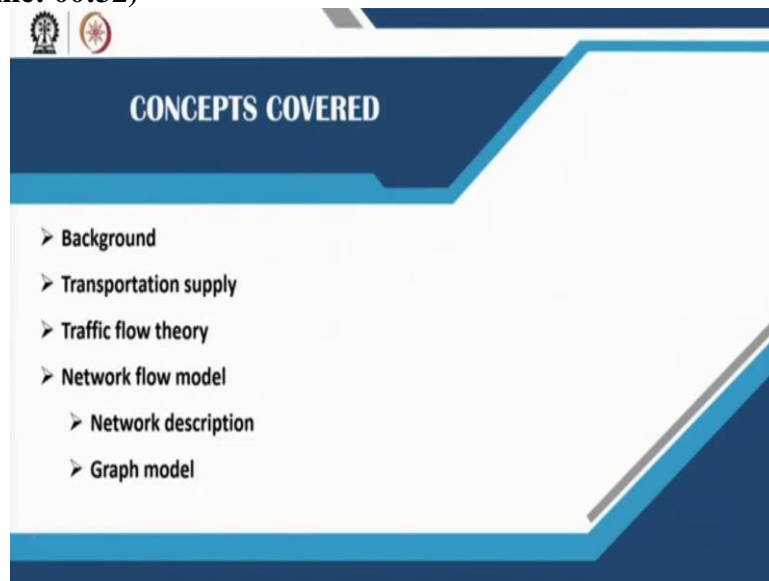 CONCEPTS COVERED
➢ Background
➢ Transportation supply
➢ Traffic flow theory
➢ Network flow model
➢ Network description
➢ Graph model